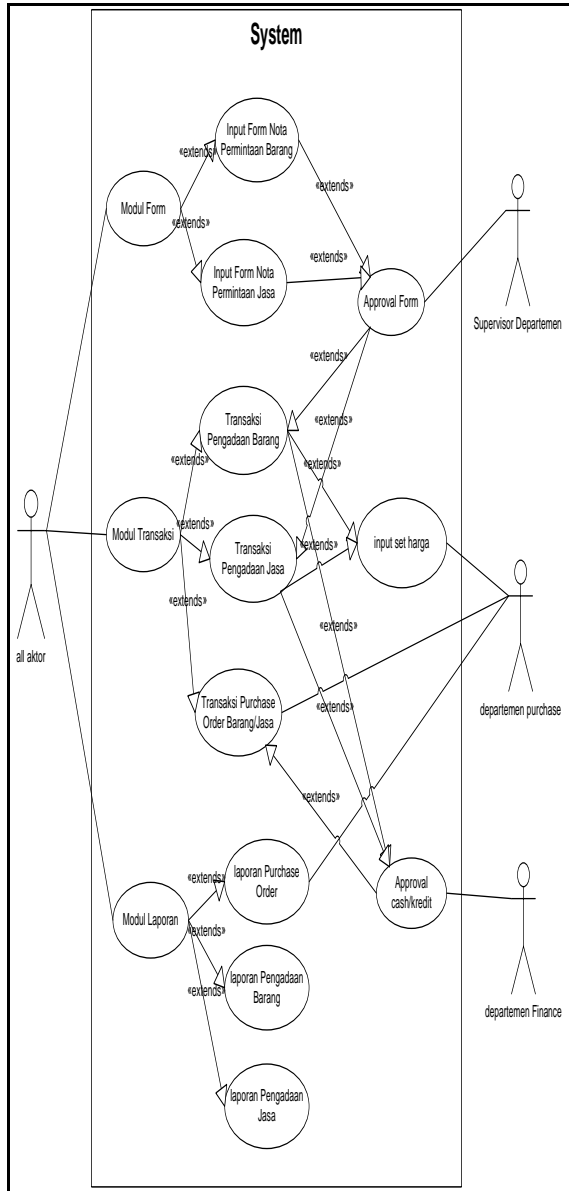 System
Input Form Nota
Permintaan Barang
«extends»
«extends»
Modul Form
«extends»
«extends»
Input Form Nota
Permintaan Jasa
Approval Form
Supervisor Departemen
«extends»
Transaksi
Pengadaan Barang
«extends»
«extends»
«extends»
Modul Transaksi
«extends»
Transaksi
Pengadaan Jasa
«extends»
input set harga
all aktor
«extends»
«extends»
departemen purchase
Transaksi Purchase
Order Barang/Jasa
«extends»
«extends»
laporan Purchase
Order
«extends»
Approval
cash/kredit
Modul Laporan
«extends»
laporan Pengadaan
Barang
«extends»
departemen Finance
laporan Pengadaan
Jasa